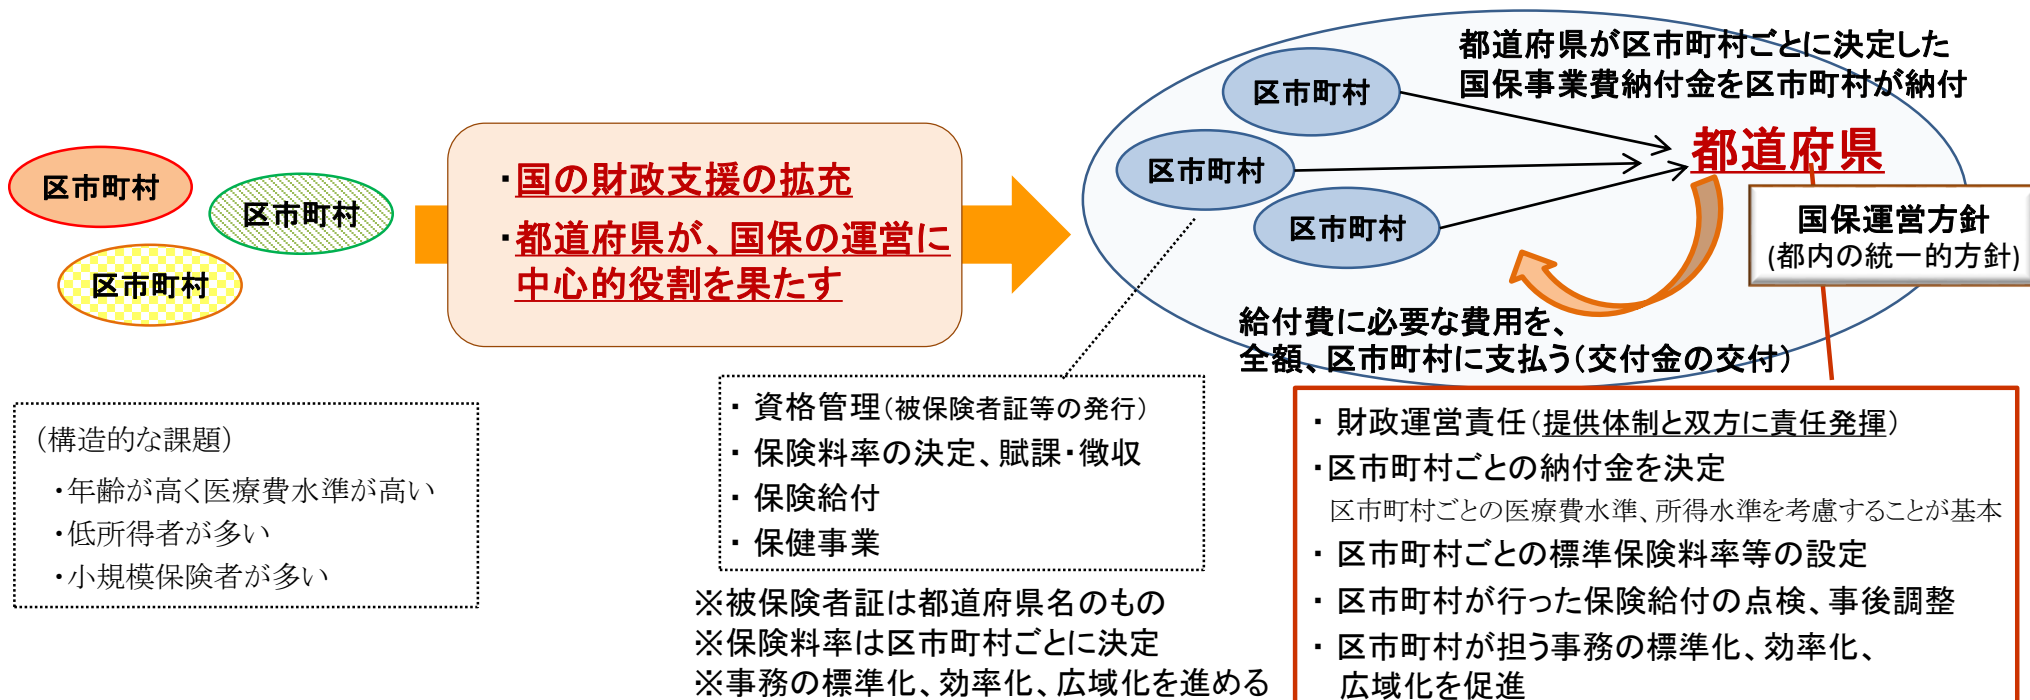 区市町村
区市町村
区市町村
・国の財政支援の拡充
・都道府県が、国保の運営に
中心的役割を果たす
区市町村
区市町村
区市町村
都道府県が区市町村ごとに決定した
国保事業費納付金を区市町村が納付
都道府県
国保運営方針
(都内の統一的方針)
給付費に必要な費用を、
全額、区市町村に支払う(交付金の交付)
(構造的な課題)
・年齢が高く医療費水準が高い
・低所得者が多い
・小規模保険者が多い
・ 資格管理(被保険者証等の発行)
・ 保険料率の決定、賦課・徴収
・ 保険給付
・ 保健事業
※被保険者証は都道府県名のもの
※保険料率は区市町村ごとに決定
※事務の標準化、効率化、広域化を進める
・ 財政運営責任(提供体制と双方に責任発揮)
・区市町村ごとの納付金を決定
区市町村ごとの医療費水準、所得水準を考慮することが基本
・ 区市町村ごとの標準保険料率等の設定
・ 区市町村が行った保険給付の点検、事後調整
・ 区市町村が担う事務の標準化、効率化、
広域化を促進